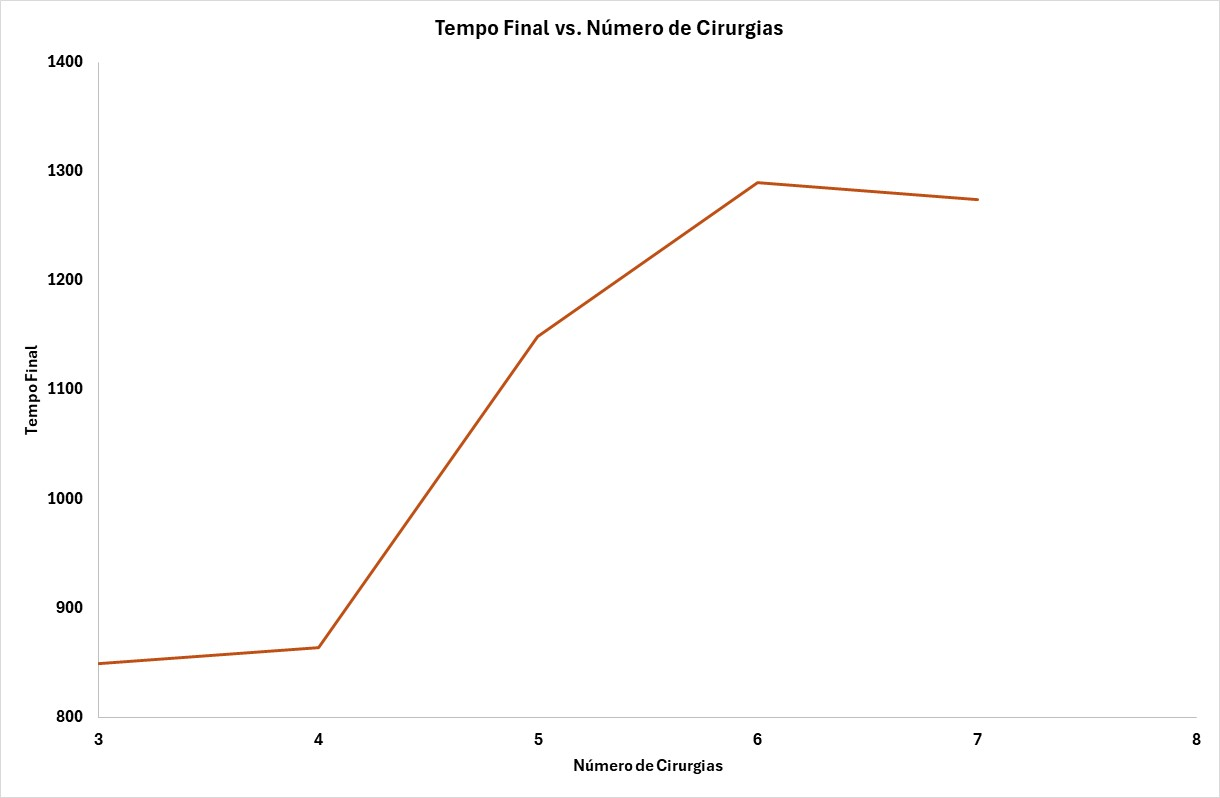 Tempo Final vs. Número de Cirurgias
1400
1300
1200
1100
1000
900
800
Tempo Final
3 4 5 6 7 8
Número de Cirurgias